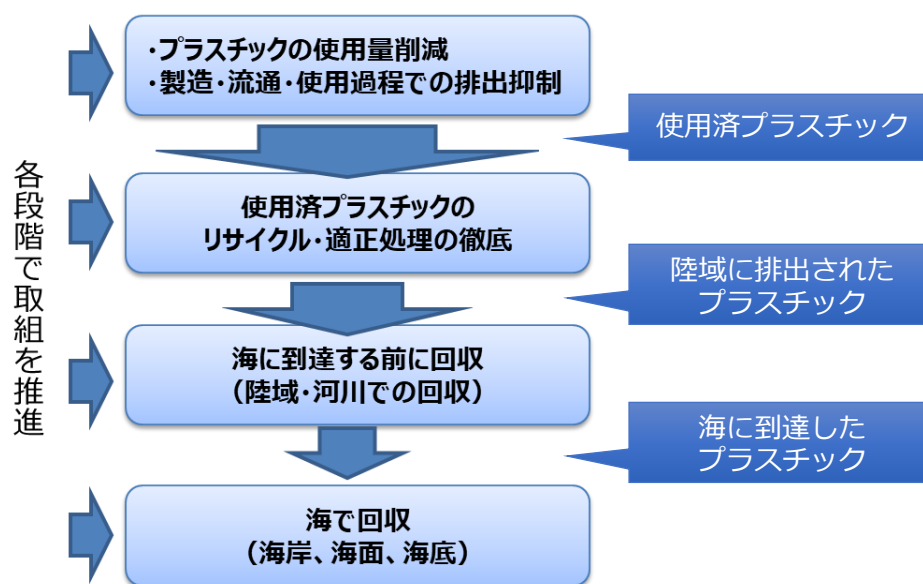 ・プラスチックの使用量削減
・製造・流通・使用過程での排出抑制
使用済プラスチック
各段階で取組を推進
使用済プラスチックの
リサイクル・適正処理の徹底
陸域に排出された
プラスチック
海に到達する前に回収
（陸域・河川での回収）
海に到達した
プラスチック
海で回収
（海岸、海面、海底）